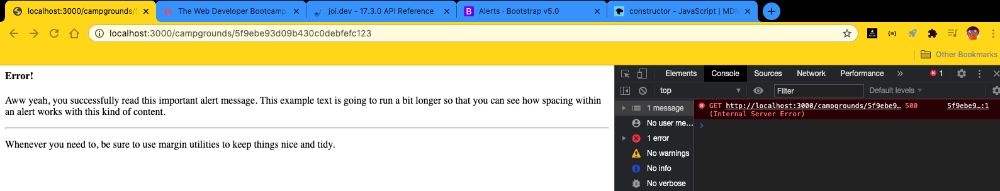 localhost:3000/campgrounds/5
The Web Developer Bootcamp
joi.dev - 17.3.0 API Reference
Alerts · Bootstrap v5.0
constructor - JavaScript | MDN
localhost:3000/campgrounds/5f9ebe93d09b430c0debfefc123
Other Bookmarks
Error!
Aww yeah, you successfully read this important alert message. This example text is going to run a bit longer so that you can see how spacing within
an alert works with this kind of content.
Whenever you need to, be sure to use margin utilities to keep things nice and tidy.
Elements Console Sources Network Performance » 1
top Filter Default levels
1 message
No user me…
1 error
No warnings
No info
No verbose
GET http://localhost:3000/campgrounds/5f9ebe9… 500 5f9ebe9…:1
(Internal Server Error)